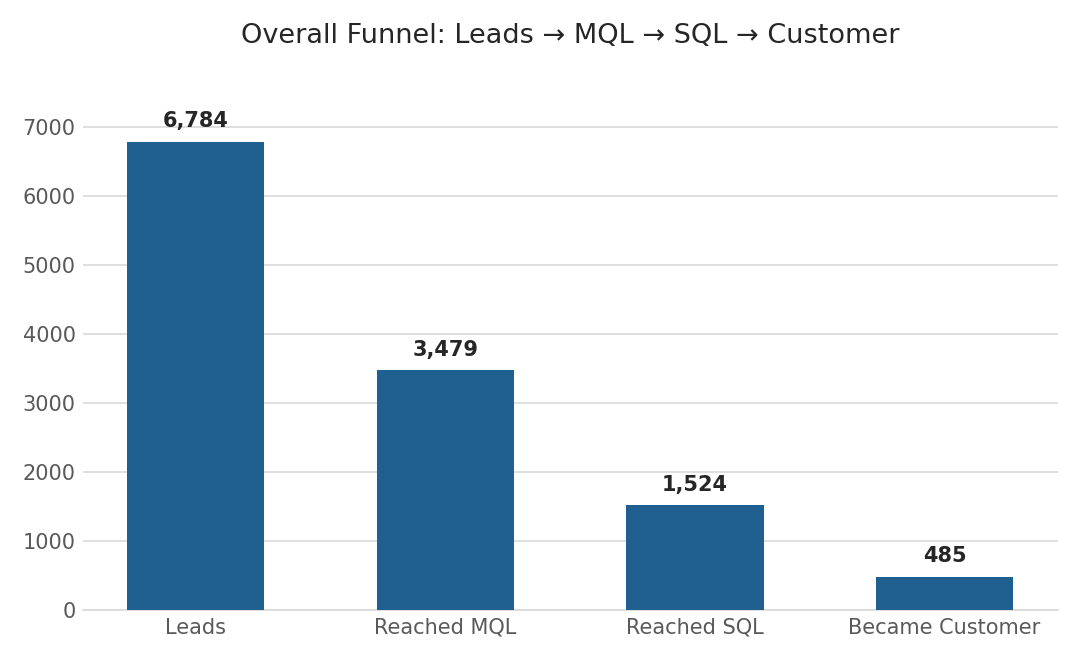 Overall Funnel: Leads → MQL → SQL → Customer
7000
6000
5000
4000
3000
2000
1000
0
6,784
3,479
1,524
485
Leads
Reached MQL
Reached SQL
Became Customer